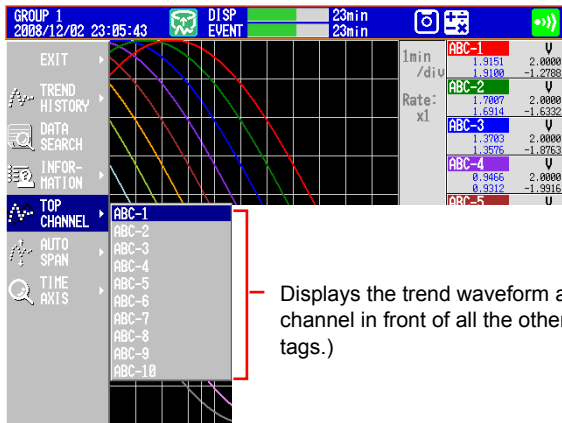 GROUP 1
2008/12/02 23:05:43
DISP 23min
EVENT 23min
1min
/div
Rate:
x1
ABC-1 V
1.9151 2.0000
1.9100 -1.2788
ABC-2 V
1.7007 2.0000
1.6914 -1.6332
ABC-3 V
1.3703 2.0000
1.3576 -1.8763
ABC-4 V
0.9466 2.0000
0.9312 -1.9916
ABC-5 V
EXIT
TREND
HISTORY
DATA
SEARCH
INFOR-
MATION
TOP
CHANNEL
AUTO
SPAN
TIME
AXIS
ABC-1
ABC-2
ABC-3
ABC-4
ABC-5
ABC-6
ABC-7
ABC-8
ABC-9
ABC-10
Displays the trend waveform a
channel in front of all the other
tags.)